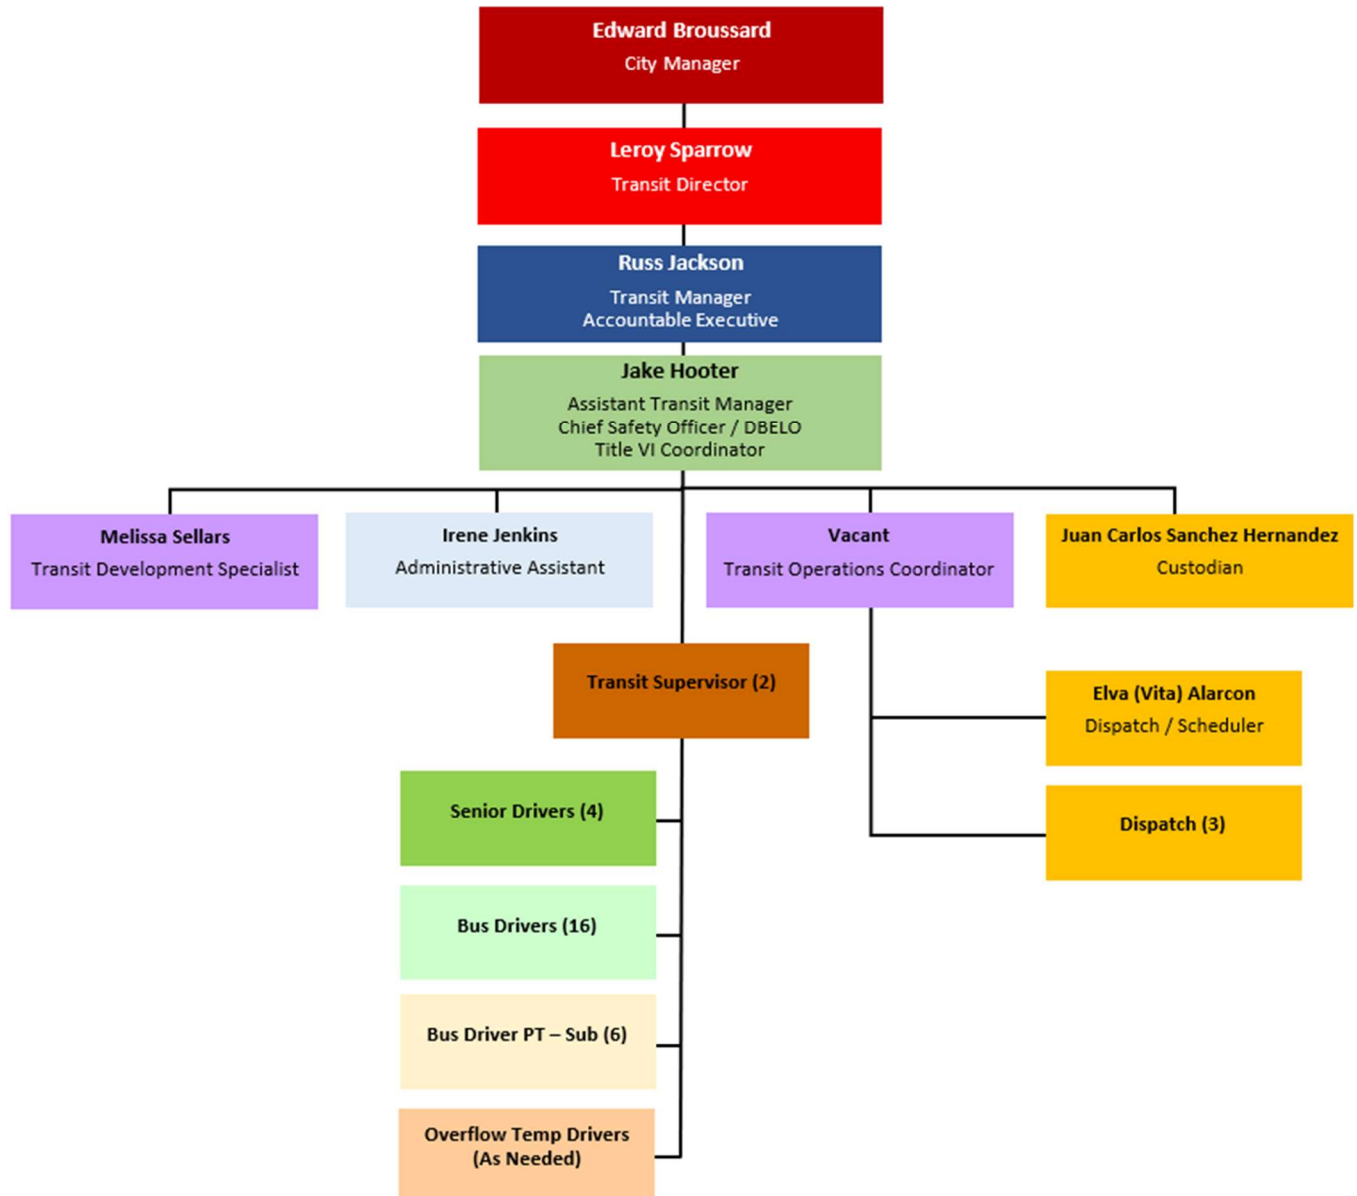 Edward Broussard
City Manager
Leroy Sparrow
Transit Director
Russ Jackson
Transit Manager
Accountable Executive
Jake Hooter
Assistant Transit Manager
Chief Safety Officer / DBELO
Title VI Coordinator
Melissa Sellars
Transit Development Specialist
Irene Jenkins
Administrative Assistant
Vacant
Transit Operations Coordinator
Juan Carlos Sanchez Hernandez
Custodian
Transit Supervisor (2)
Elva (Vita) Alarcon
Dispatch / Scheduler
Dispatch (3)
Senior Drivers (4)
Bus Drivers (16)
Bus Driver PT – Sub (6)
Overflow Temp Drivers
(As Needed)